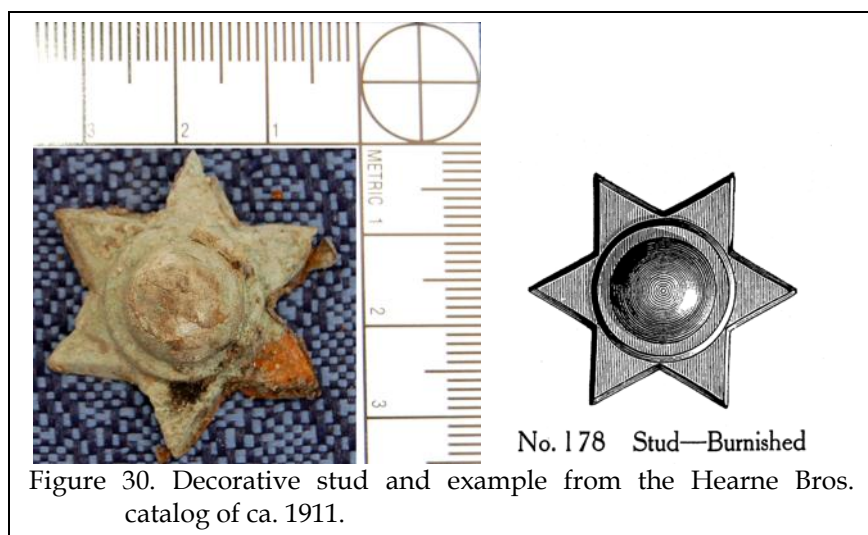 3 2 1
METRIC 1
2
3
No. 178 Stud—Burnished
Figure 30. Decorative stud and example from the Hearne Bros.
catalog of ca. 1911.